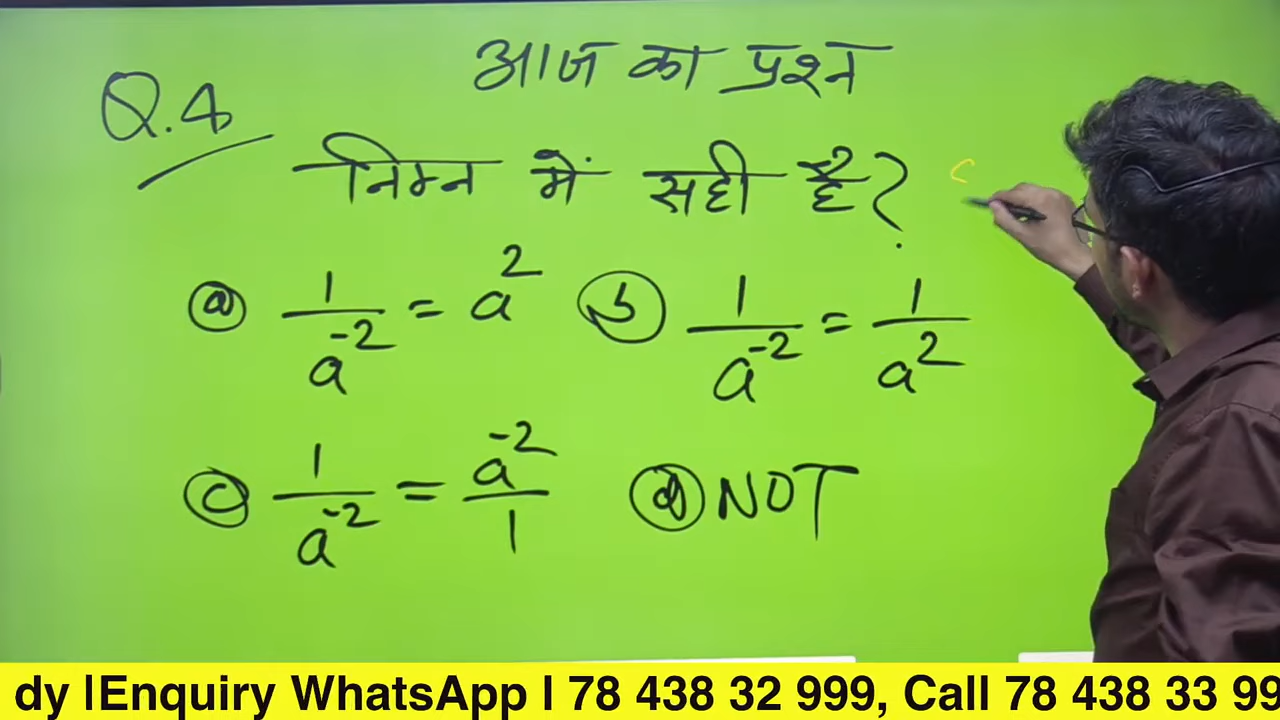 आज का प्रश्न
Q.4
निम्न में सही है?
(a) 1/a⁻² = a² (b) 1/a⁻² = 1/a²
(c) 1/a⁻² = a⁻²/1 (d) NOT
dy |Enquiry WhatsApp | 78 438 32 999, Call 78 438 33 99